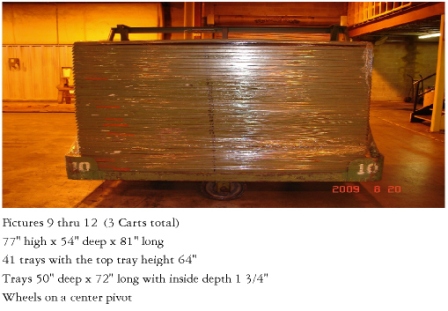 10 10
2009 8 20
Pictures 9 thru 12 (3 Carts total)
77" high x 54" deep x 81" long
41 trays with the top tray height 64"
Trays 50" deep x 72" long with inside depth 1 3/4"
Wheels on a center pivot